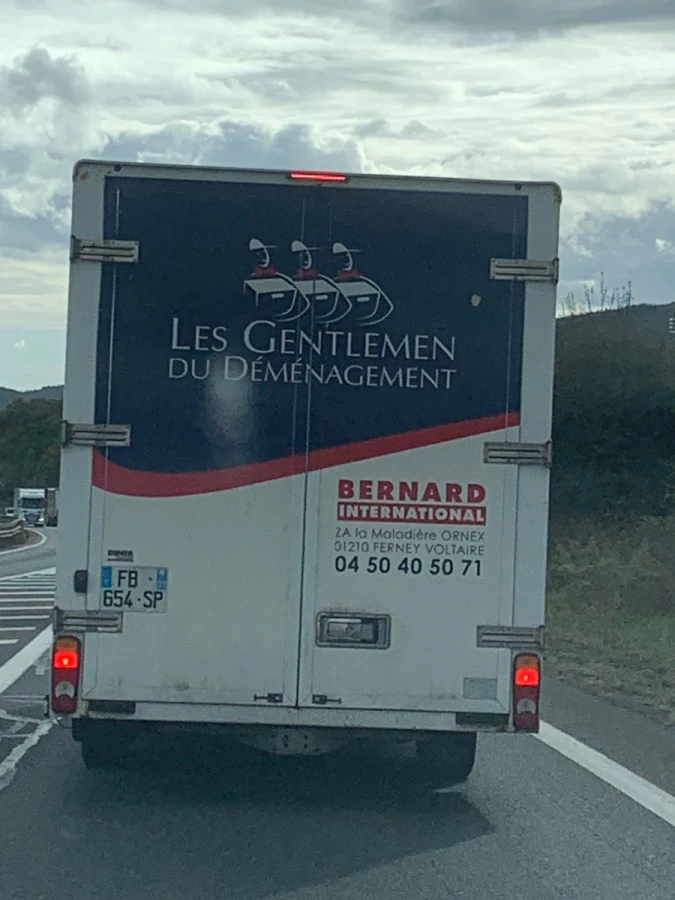 LES GENTLEMEN
DU DÉMÉNAGEMENT
BERNARD
INTERNATIONAL
ZA la Maladière ORNEX
01210 FERNEY VOLTAIRE
04 50 40 50 71
FB -
654 - SP